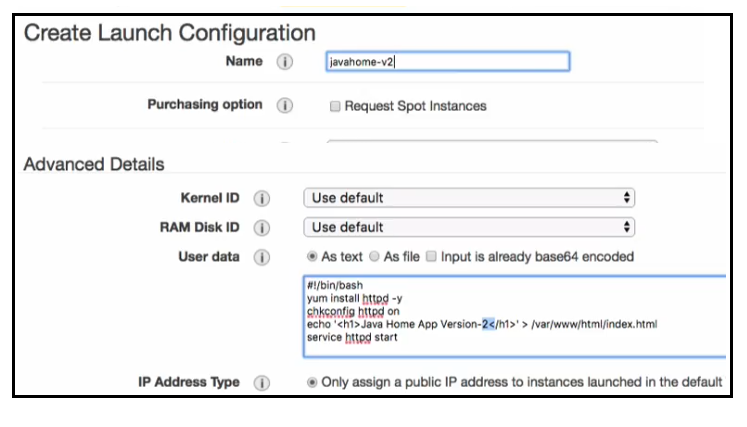 Create Launch Configuration
Name i javahome-v2
Purchasing option i Request Spot Instances
Advanced Details
Kernel ID i Use default
RAM Disk ID i Use default
User data i As text As file Input is already base64 encoded
#!/bin/bash
yum install httpd -y
chkconfig httpd on
echo '<h1>Java Home App Version-2</h1>' > /var/www/html/index.html
service httpd start
IP Address Type i Only assign a public IP address to instances launched in the default